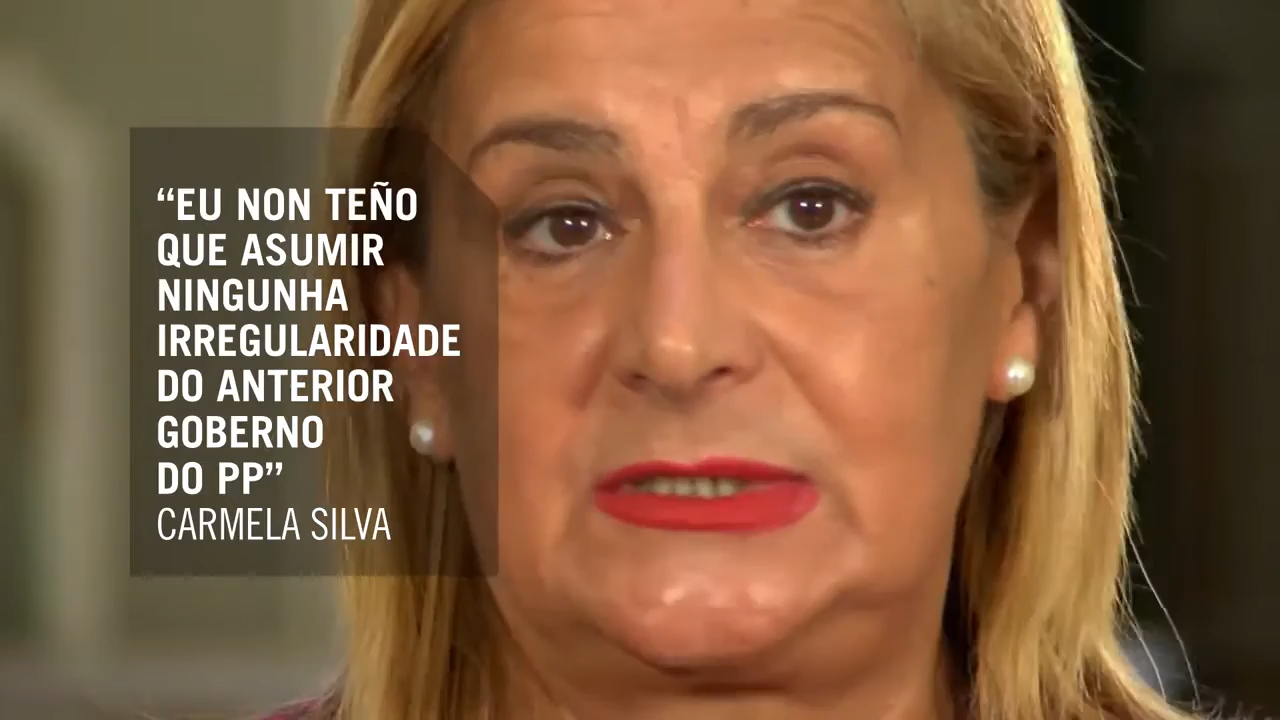 “EU NON TEÑO
QUE ASUMIR
NINGUNHA
IRREGULARIDADE
DO ANTERIOR
GOBERNO
DO PP”
CARMELA SILVA